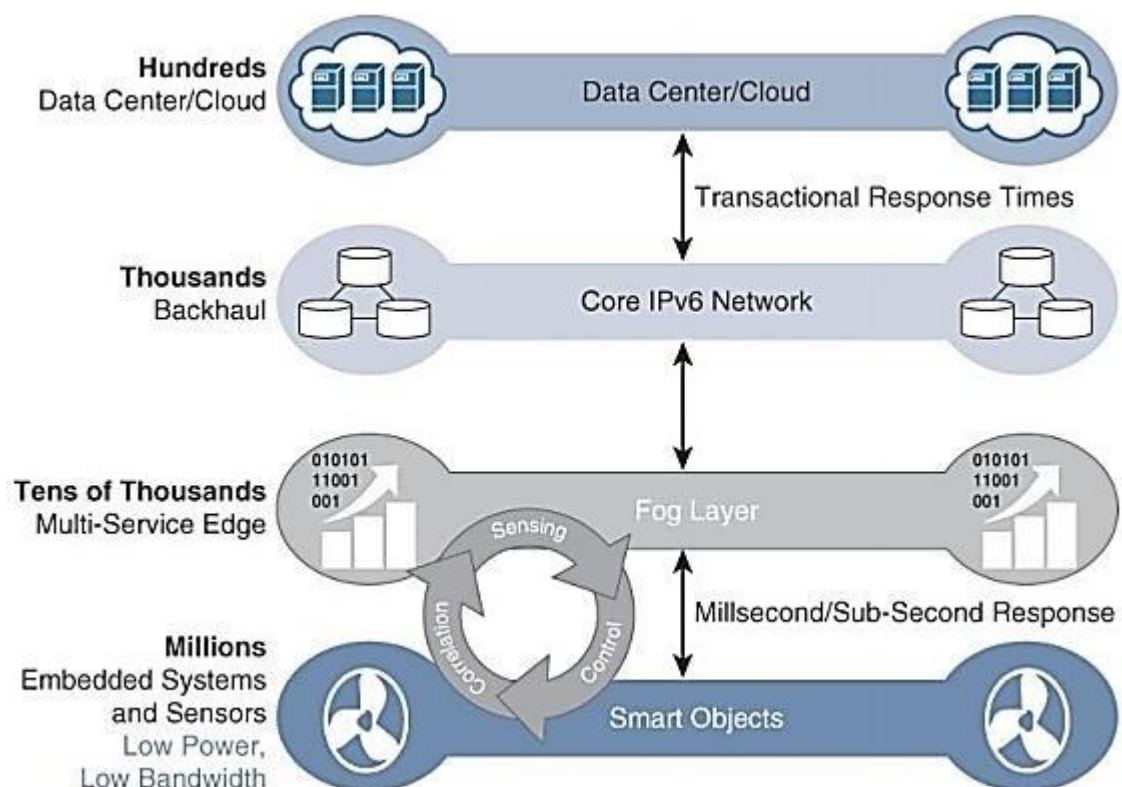 Hundreds
Data Center/Cloud
Data Center/Cloud
Transactional Response Times
Thousands
Backhaul
Core IPv6 Network
010101
11001
001
010101
11001
001
Tens of Thousands
Multi-Service Edge
Fog Layer
Sensing
Control
Correlation
Millsecond/Sub-Second Response
Millions
Embedded Systems
and Sensors
Low Power,
Low Bandwidth
Smart Objects